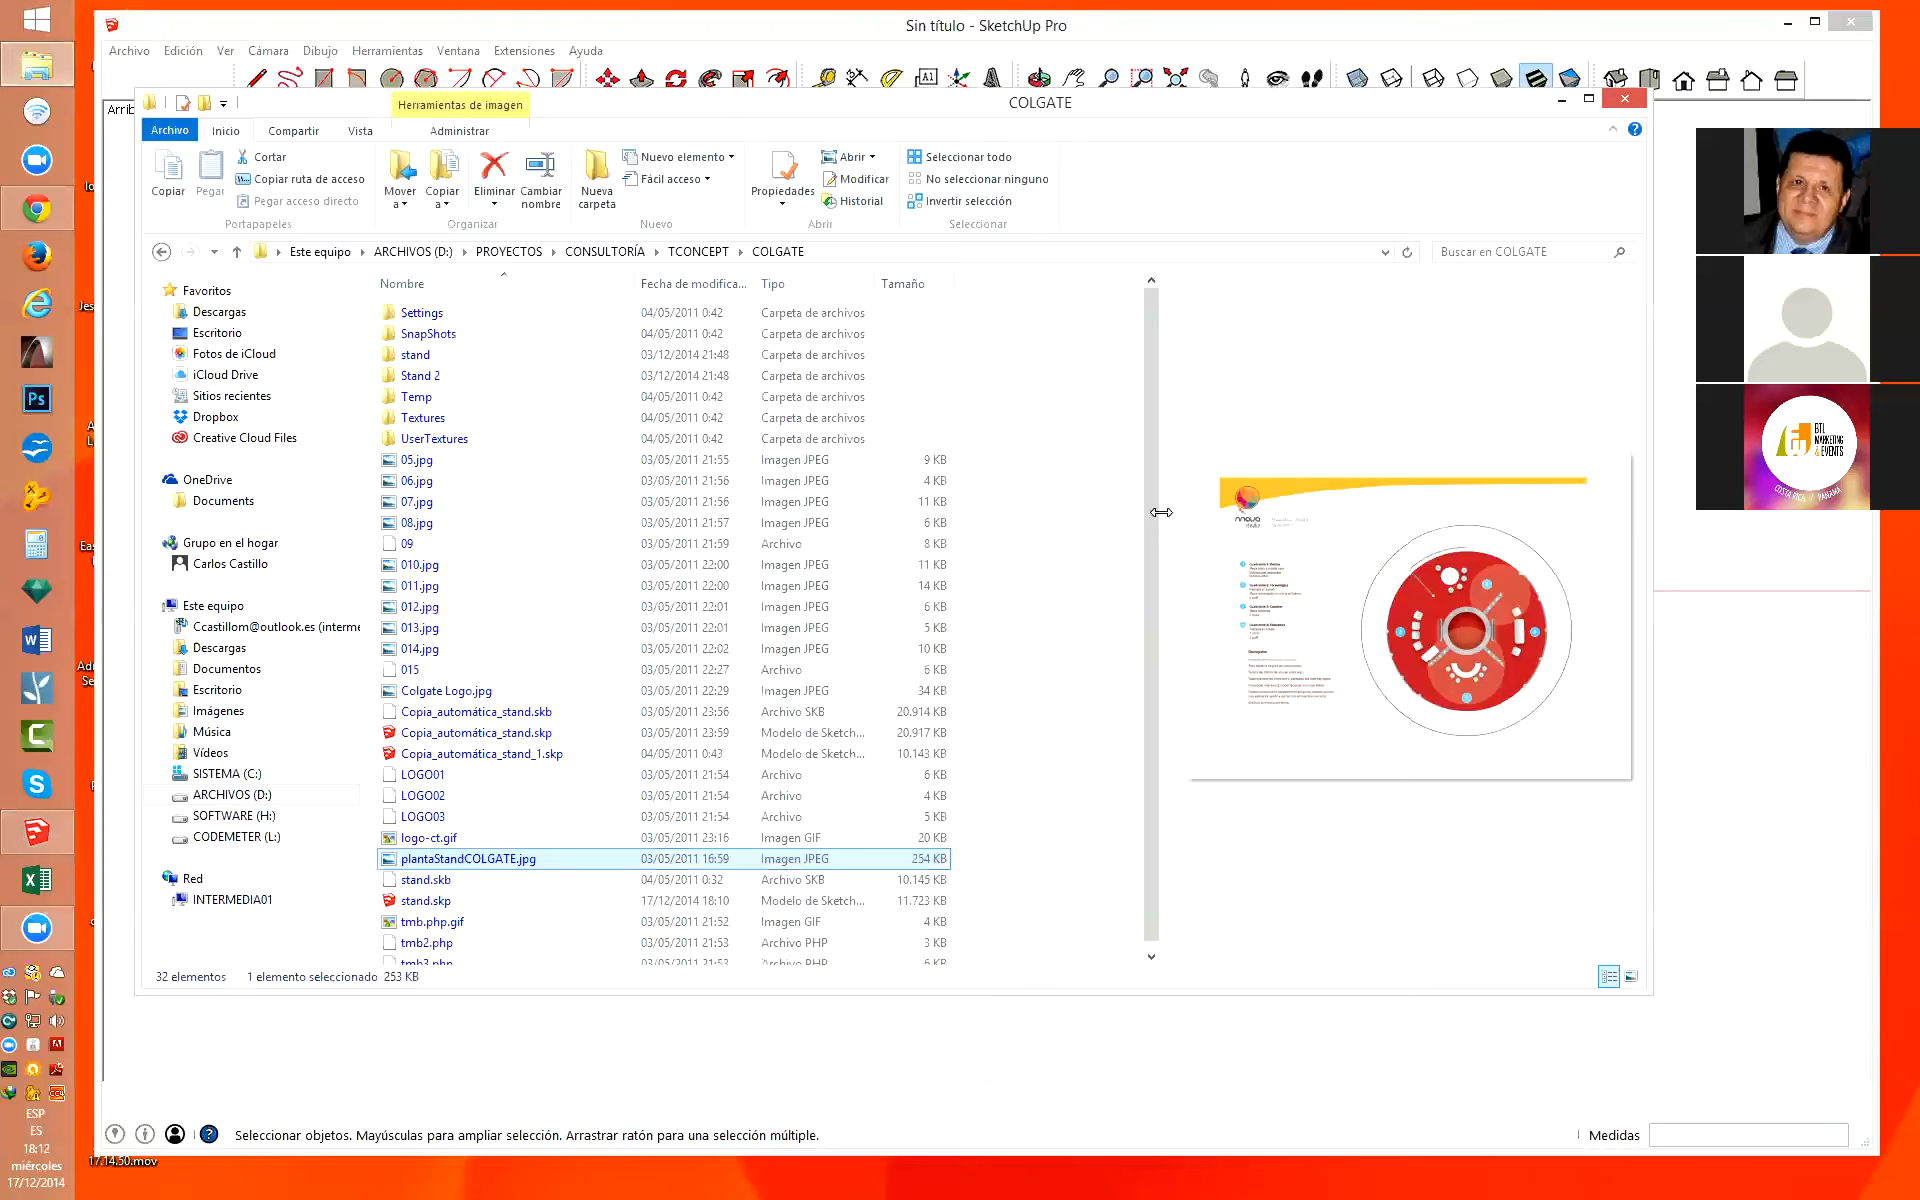 Sin título - SketchUp Pro
Archivo Edición Ver Cámara Dibujo Herramientas Ventana Extensiones Ayuda
A1
Arrib
Herramientas de imagen
COLGATE
Archivo Inicio Compartir Vista Administrar
Copiar
Pegar
Cortar
Copiar ruta de acceso
Pegar acceso directo
Portapapeles
Mover a
Copiar a
Eliminar
Cambiar nombre
Organizar
Nueva carpeta
Nuevo elemento
Fácil acceso
Nuevo
Propiedades
Abrir
Modificar
Historial
Abrir
Seleccionar todo
No seleccionar ninguno
Invertir selección
Seleccionar
Este equipo ARCHIVOS (D:) PROYECTOS CONSULTORÍA TCONCEPT COLGATE
Buscar en COLGATE
Favoritos
Descargas
Escritorio
Fotos de iCloud
iCloud Drive
Sitios recientes
Dropbox
Creative Cloud Files
OneDrive
Documents
Grupo en el hogar
Carlos Castillo
Este equipo
Ccastillom@outlook.es (interme
Descargas
Documentos
Escritorio
Imágenes
Música
Vídeos
SISTEMA (C:)
ARCHIVOS (D:)
SOFTWARE (H:)
CODEMETER (L:)
Red
INTERMEDIA01
Nombre Fecha de modifica... Tipo Tamaño
Settings 04/05/2011 0:42 Carpeta de archivos
SnapShots 04/05/2011 0:42 Carpeta de archivos
stand 03/12/2014 21:48 Carpeta de archivos
Stand 2 03/12/2014 21:48 Carpeta de archivos
Temp 04/05/2011 0:42 Carpeta de archivos
Textures 04/05/2011 0:42 Carpeta de archivos
UserTextures 04/05/2011 0:42 Carpeta de archivos
05.jpg 03/05/2011 21:55 Imagen JPEG 9 KB
06.jpg 03/05/2011 21:56 Imagen JPEG 4 KB
07.jpg 03/05/2011 21:56 Imagen JPEG 11 KB
08.jpg 03/05/2011 21:57 Imagen JPEG 6 KB
09 03/05/2011 21:59 Archivo 8 KB
010.jpg 03/05/2011 22:00 Imagen JPEG 11 KB
011.jpg 03/05/2011 22:00 Imagen JPEG 14 KB
012.jpg 03/05/2011 22:01 Imagen JPEG 6 KB
013.jpg 03/05/2011 22:01 Imagen JPEG 5 KB
014.jpg 03/05/2011 22:02 Imagen JPEG 10 KB
015 03/05/2011 22:27 Archivo 6 KB
Colgate Logo.jpg 03/05/2011 22:29 Imagen JPEG 34 KB
Copia_automática_stand.skb 03/05/2011 23:56 Archivo SKB 20.914 KB
Copia_automática_stand.skp 03/05/2011 23:59 Modelo de Sketch... 20.917 KB
Copia_automática_stand_1.skp 04/05/2011 0:43 Modelo de Sketch... 10.143 KB
LOGO01 03/05/2011 21:54 Archivo 6 KB
LOGO02 03/05/2011 21:54 Archivo 4 KB
LOGO03 03/05/2011 21:54 Archivo 5 KB
logo-ct.gif 03/05/2011 23:16 Imagen GIF 20 KB
plantaStandCOLGATE.jpg 03/05/2011 16:59 Imagen JPEG 254 KB
stand.skb 04/05/2011 0:32 Archivo SKB 10.145 KB
stand.skp 17/12/2014 18:10 Modelo de Sketch... 11.723 KB
tmb.php.gif 03/05/2011 21:52 Imagen GIF 4 KB
tmb2.php 03/05/2011 21:53 Archivo PHP 3 KB
tmb3.php 03/05/2011 21:53 Archivo PHP 6 KB
32 elementos 1 elemento seleccionado 253 KB
BTL
MARKETING
& EVENTS
COSTA RICA / PANAMÁ
Ps
Jes
Eas
Adi
Se
ESP
ES
18:12
miércoles
17/12/2014
17.14.50.mov
Seleccionar objetos. Mayúsculas para ampliar selección. Arrastrar ratón para una selección múltiple.
Medidas